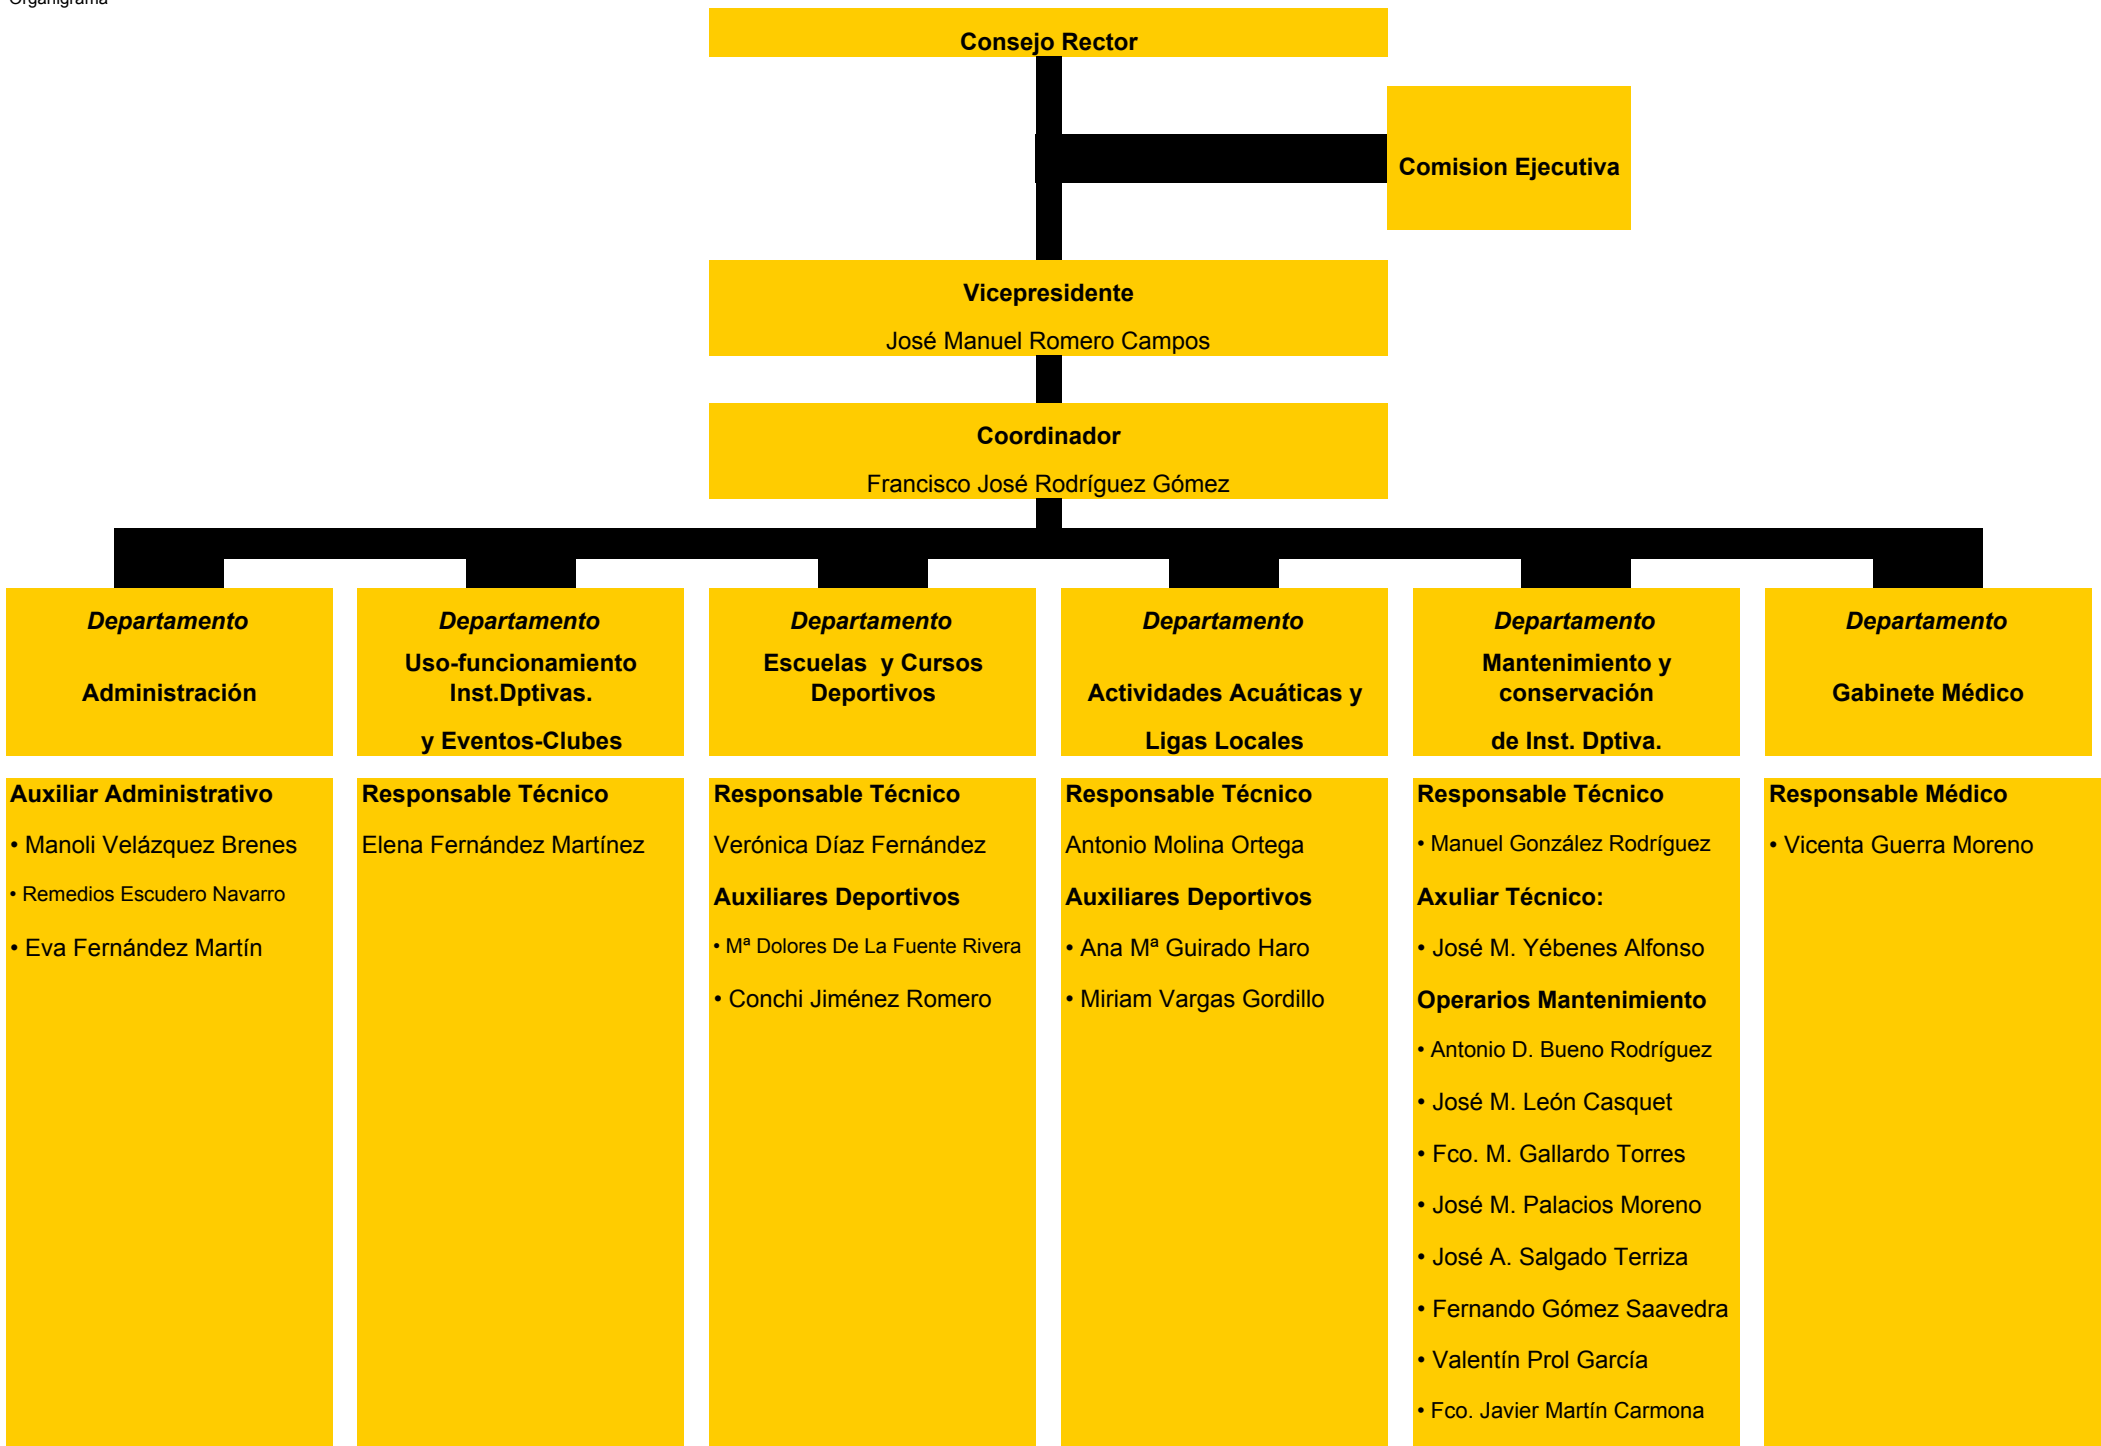 Organigrama
Consejo Rector
Comision Ejecutiva
Vicepresidente
José Manuel Romero Campos
Coordinador
Francisco José Rodríguez Gómez
Departamento
Administración
Departamento
Uso-funcionamiento
Inst.Dptivas.
y Eventos-Clubes
Departamento
Escuelas y Cursos
Deportivos
Departamento
Actividades Acuáticas y
Ligas Locales
Departamento
Mantenimiento y
conservación
de Inst. Dptiva.
Departamento
Gabinete Médico
Auxiliar Administrativo
• Manoli Velázquez Brenes
• Remedios Escudero Navarro
• Eva Fernández Martín
Responsable Técnico
Elena Fernández Martínez
Responsable Técnico
Verónica Díaz Fernández
Auxiliares Deportivos
• Mª Dolores De La Fuente Rivera
• Conchi Jiménez Romero
Responsable Técnico
Antonio Molina Ortega
Auxiliares Deportivos
• Ana Mª Guirado Haro
• Miriam Vargas Gordillo
Responsable Técnico
• Manuel González Rodríguez
Axuliar Técnico:
• José M. Yébenes Alfonso
Operarios Mantenimiento
• Antonio D. Bueno Rodríguez
• José M. León Casquet
• Fco. M. Gallardo Torres
• José M. Palacios Moreno
• José A. Salgado Terriza
• Fernando Gómez Saavedra
• Valentín Prol García
• Fco. Javier Martín Carmona
Responsable Médico
• Vicenta Guerra Moreno